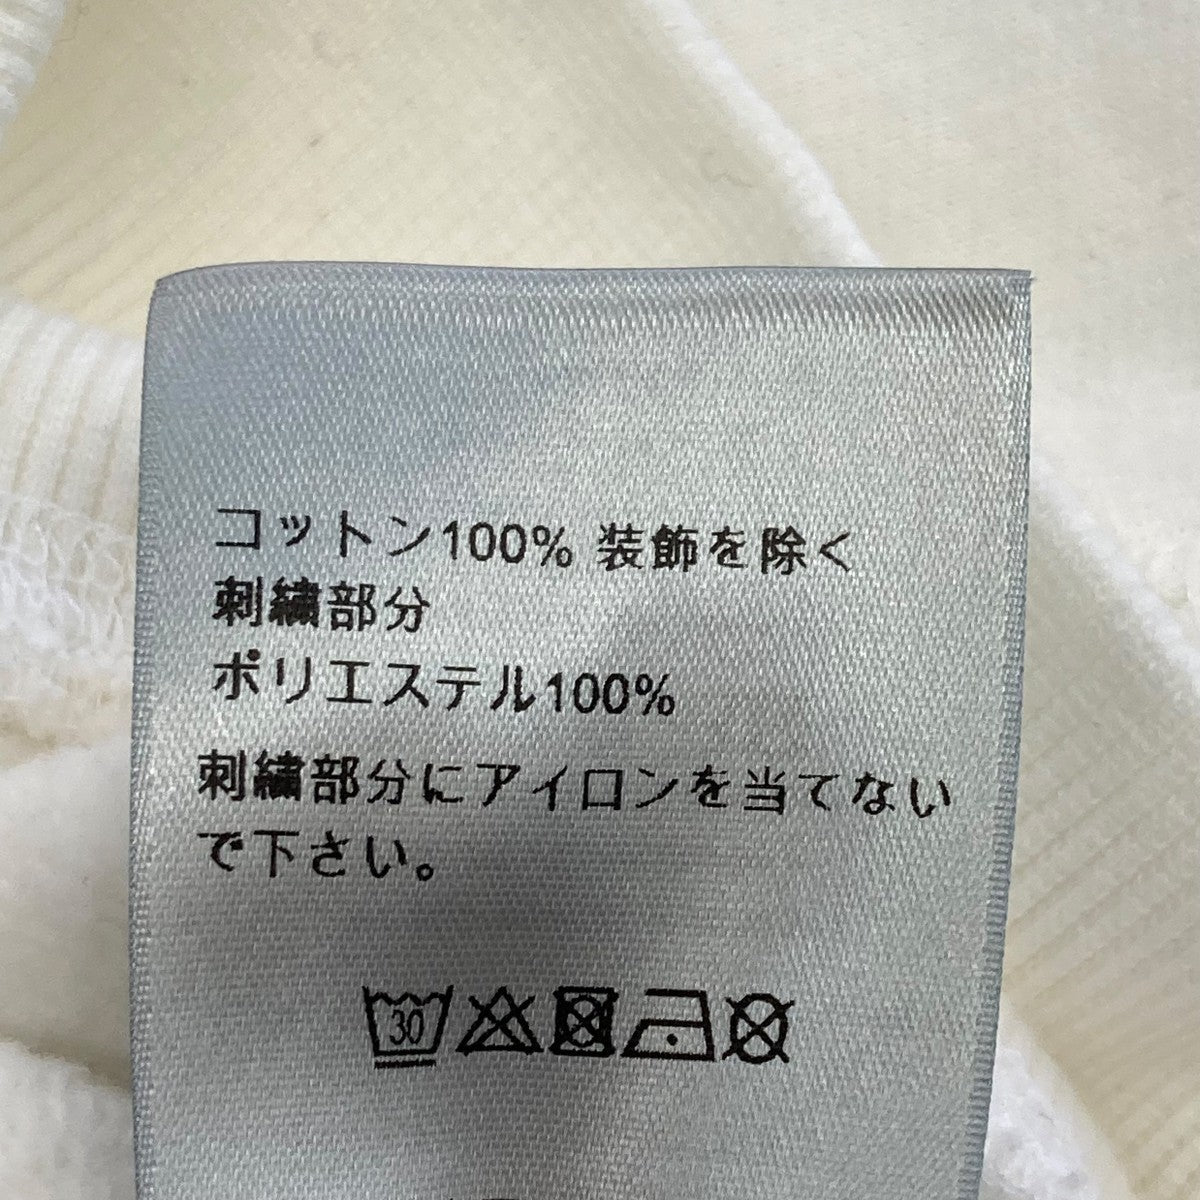 コットン100% 装飾を除く
刺繍部分
ポリエステル100%
刺繍部分にアイロンを当てない
で下さい。
30